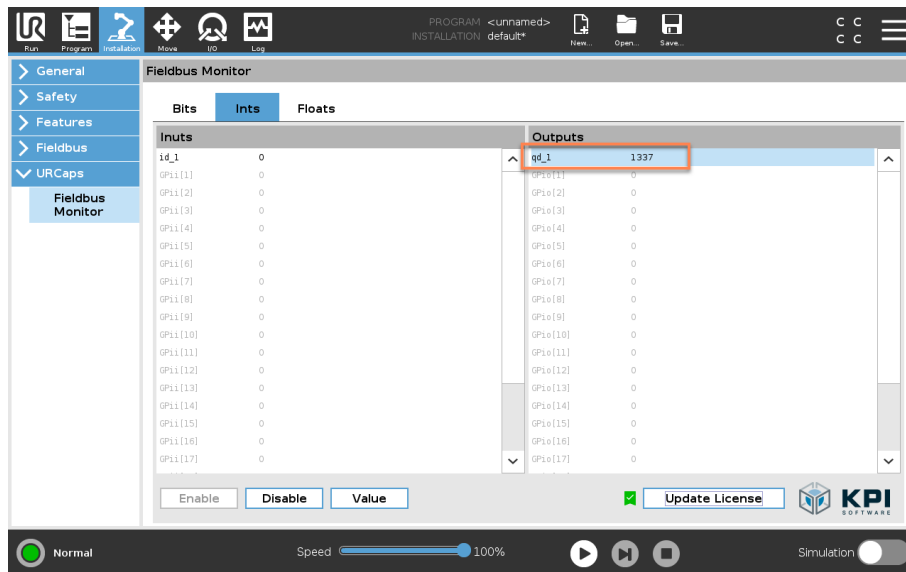 PROGRAM <unnamed>
INSTALLATION default*
Run Program Installation Move I/O Log New... Open... Save...
C C
C C
General
Safety
Features
Fieldbus
URCaps
Fieldbus
Monitor
Fieldbus Monitor
Bits Ints Floats
Inuts Outputs
id_1 0 qd_1 1337
GPii[1] 0 GPio[1] 0
GPii[2] 0 GPio[2] 0
GPii[3] 0 GPio[3] 0
GPii[4] 0 GPio[4] 0
GPii[5] 0 GPio[5] 0
GPii[6] 0 GPio[6] 0
GPii[7] 0 GPio[7] 0
GPii[8] 0 GPio[8] 0
GPii[9] 0 GPio[9] 0
GPii[10] 0 GPio[10] 0
GPii[11] 0 GPio[11] 0
GPii[12] 0 GPio[12] 0
GPii[13] 0 GPio[13] 0
GPii[14] 0 GPio[14] 0
GPii[15] 0 GPio[15] 0
GPii[16] 0 GPio[16] 0
GPii[17] 0 GPio[17] 0
Enable Disable Value Update License KPI
SOFTWARE
Normal Speed 100% Simulation